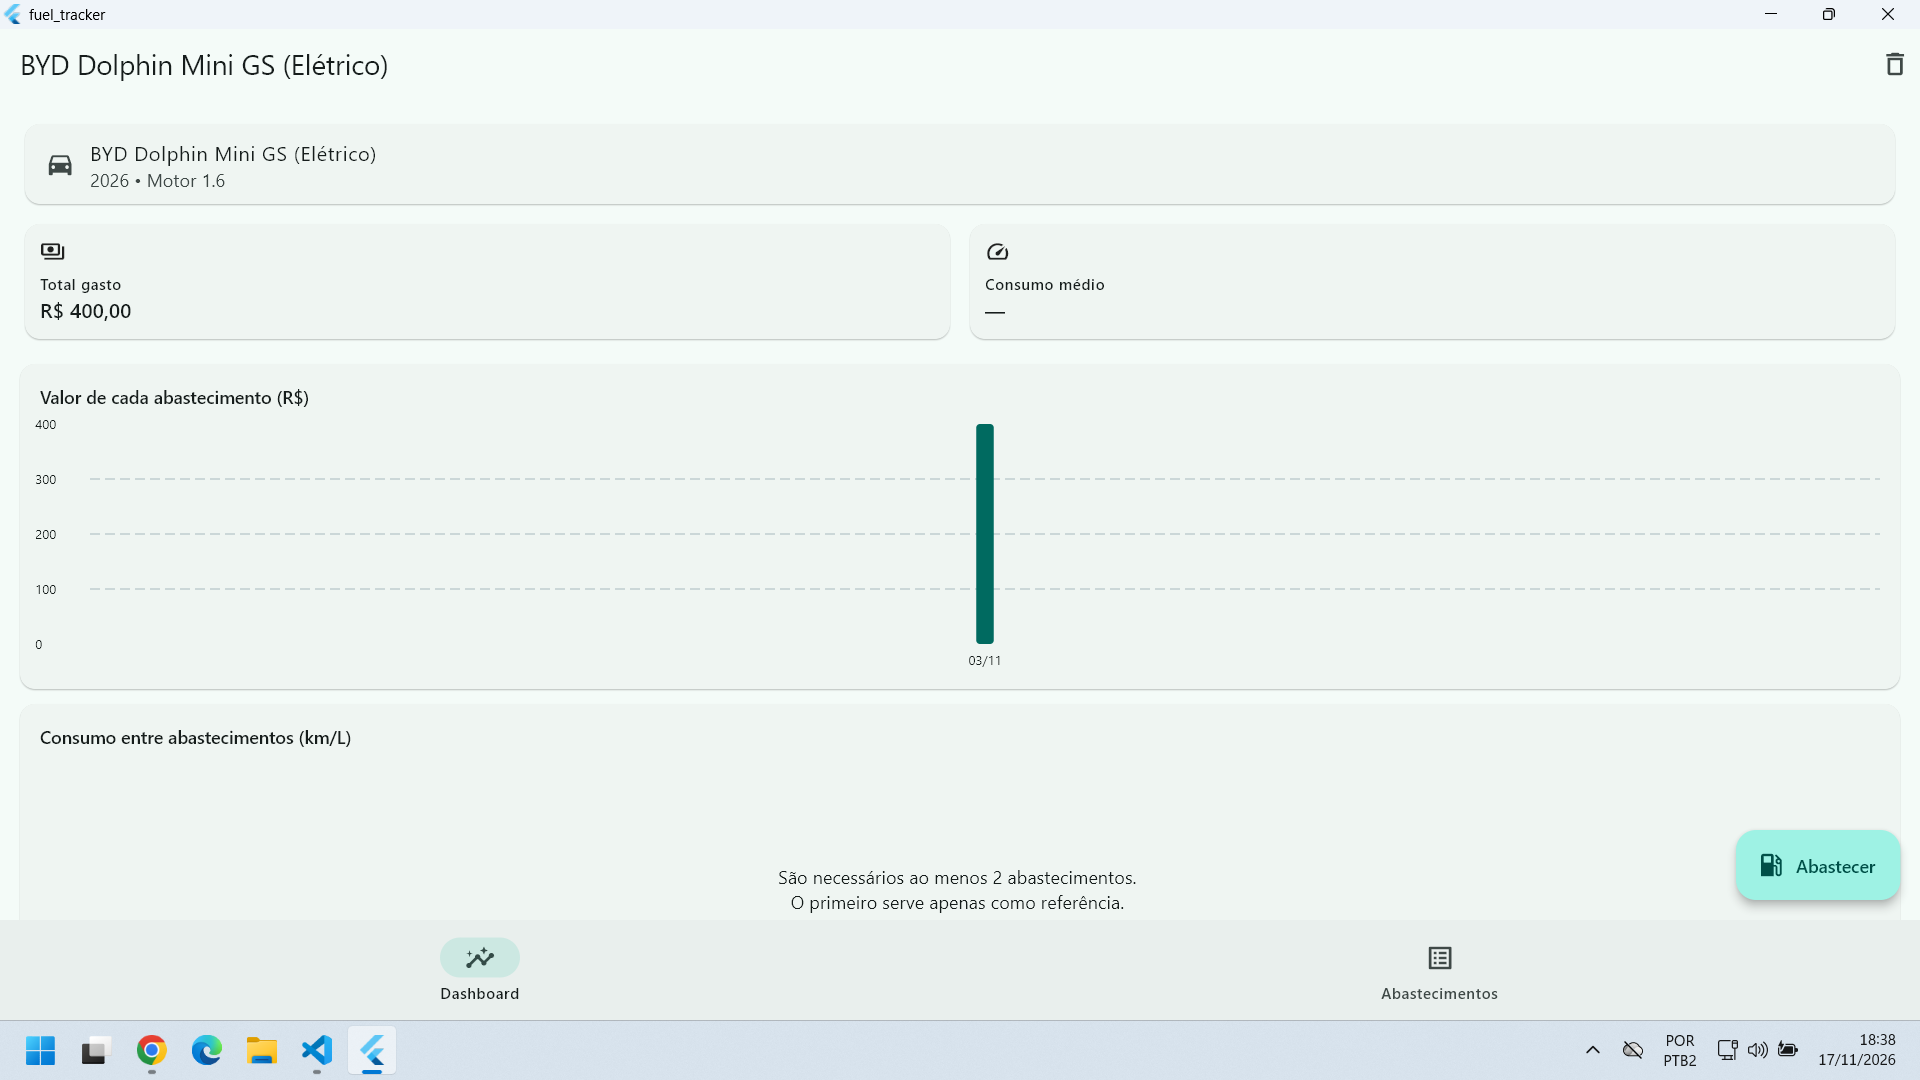 fuel_tracker
BYD Dolphin Mini GS (Elétrico)
BYD Dolphin Mini GS (Elétrico)
2026 • Motor 1.6
Total gasto
R$ 400,00
Consumo médio
—
Valor de cada abastecimento (R$)
400
300
200
100
0
03/11
Consumo entre abastecimentos (km/L)
São necessários ao menos 2 abastecimentos.
O primeiro serve apenas como referência.
Abastecer
Dashboard
Abastecimentos
POR
PTB2
18:38
17/11/2026